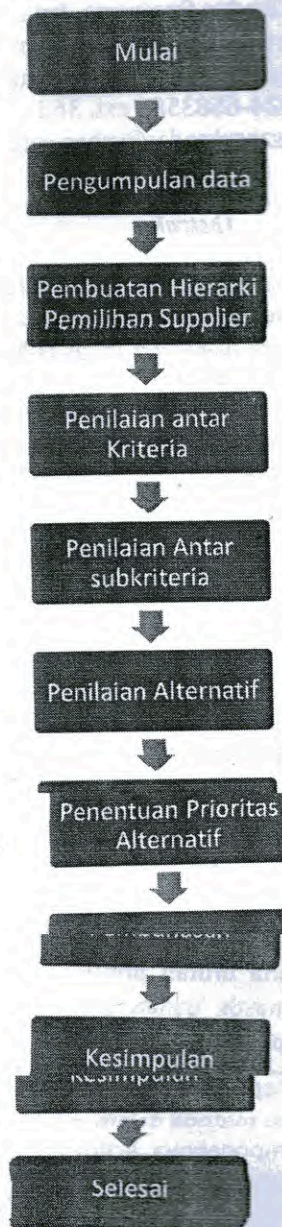 Mulai
Pengumpulan data
Pembuatan Hierarki
Pemilihan Supplier
Penilaian antar
Kriteria
Penilaian Antar
subkriteria
Penilaian Alternatif
Penentuan Prioritas
Alternatif
Kesimpulan
Kesimpulan
Selesai